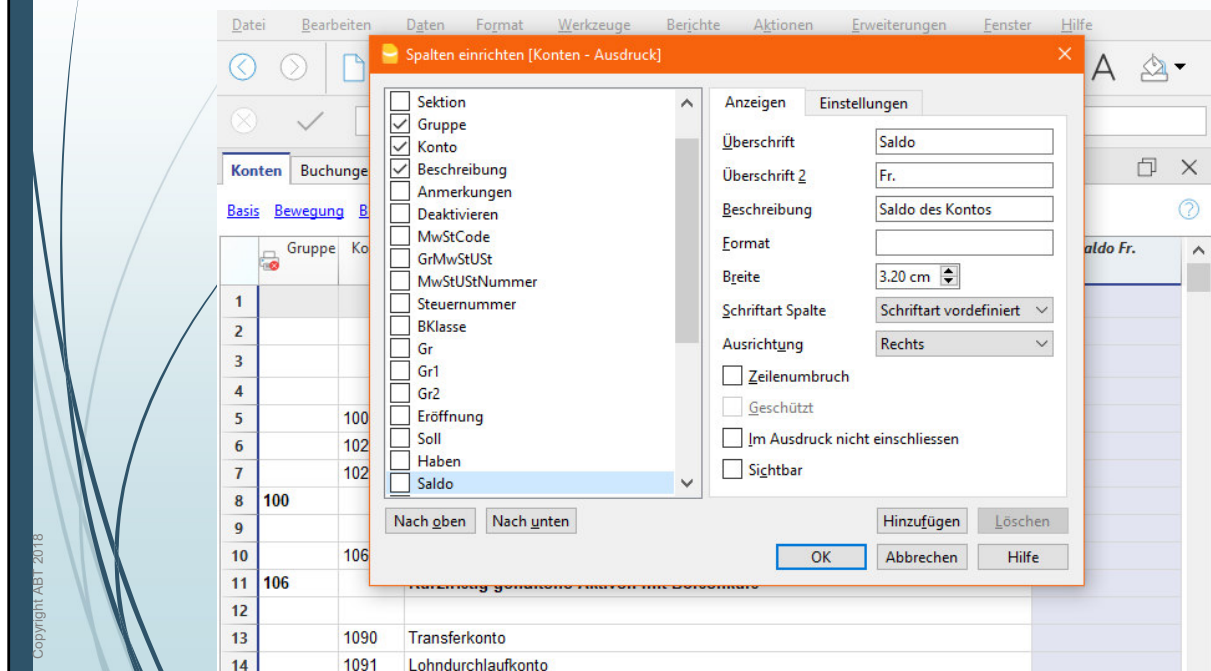 Datei Bearbeiten Daten Format Werkzeuge Berichte Aktionen Erweiterungen Fenster Hilfe
Spalten einrichten [Konten - Ausdruck]
Sektion
Gruppe
Konto
Beschreibung
Anmerkungen
Deaktivieren
MwStCode
GrMwStUSt
MwStUStNummer
Steuernummer
BKlasse
Gr
Gr1
Gr2
Eröffnung
Soll
Haben
Saldo
Nach oben Nach unten
Anzeigen Einstellungen
Überschrift Saldo
Überschrift 2 Fr.
Beschreibung Saldo des Kontos
Format
Breite 3.20 cm
Schriftart Spalte Schriftart vordefiniert
Ausrichtung Rechts
Zeilenumbruch
Geschützt
Im Ausdruck nicht einschliessen
Sichtbar
Hinzufügen Löschen
OK Abbrechen Hilfe
A
Konten Buchunge
Basis Bewegung B
Gruppe Ko aldo Fr.
1
2
3
4
5 100
6 102
7 102
8 100
9
10 106
11 106
12
13 1090 Transferkonto
14 1091 Lohndurchlaufkonto
Copyright ABT 2018